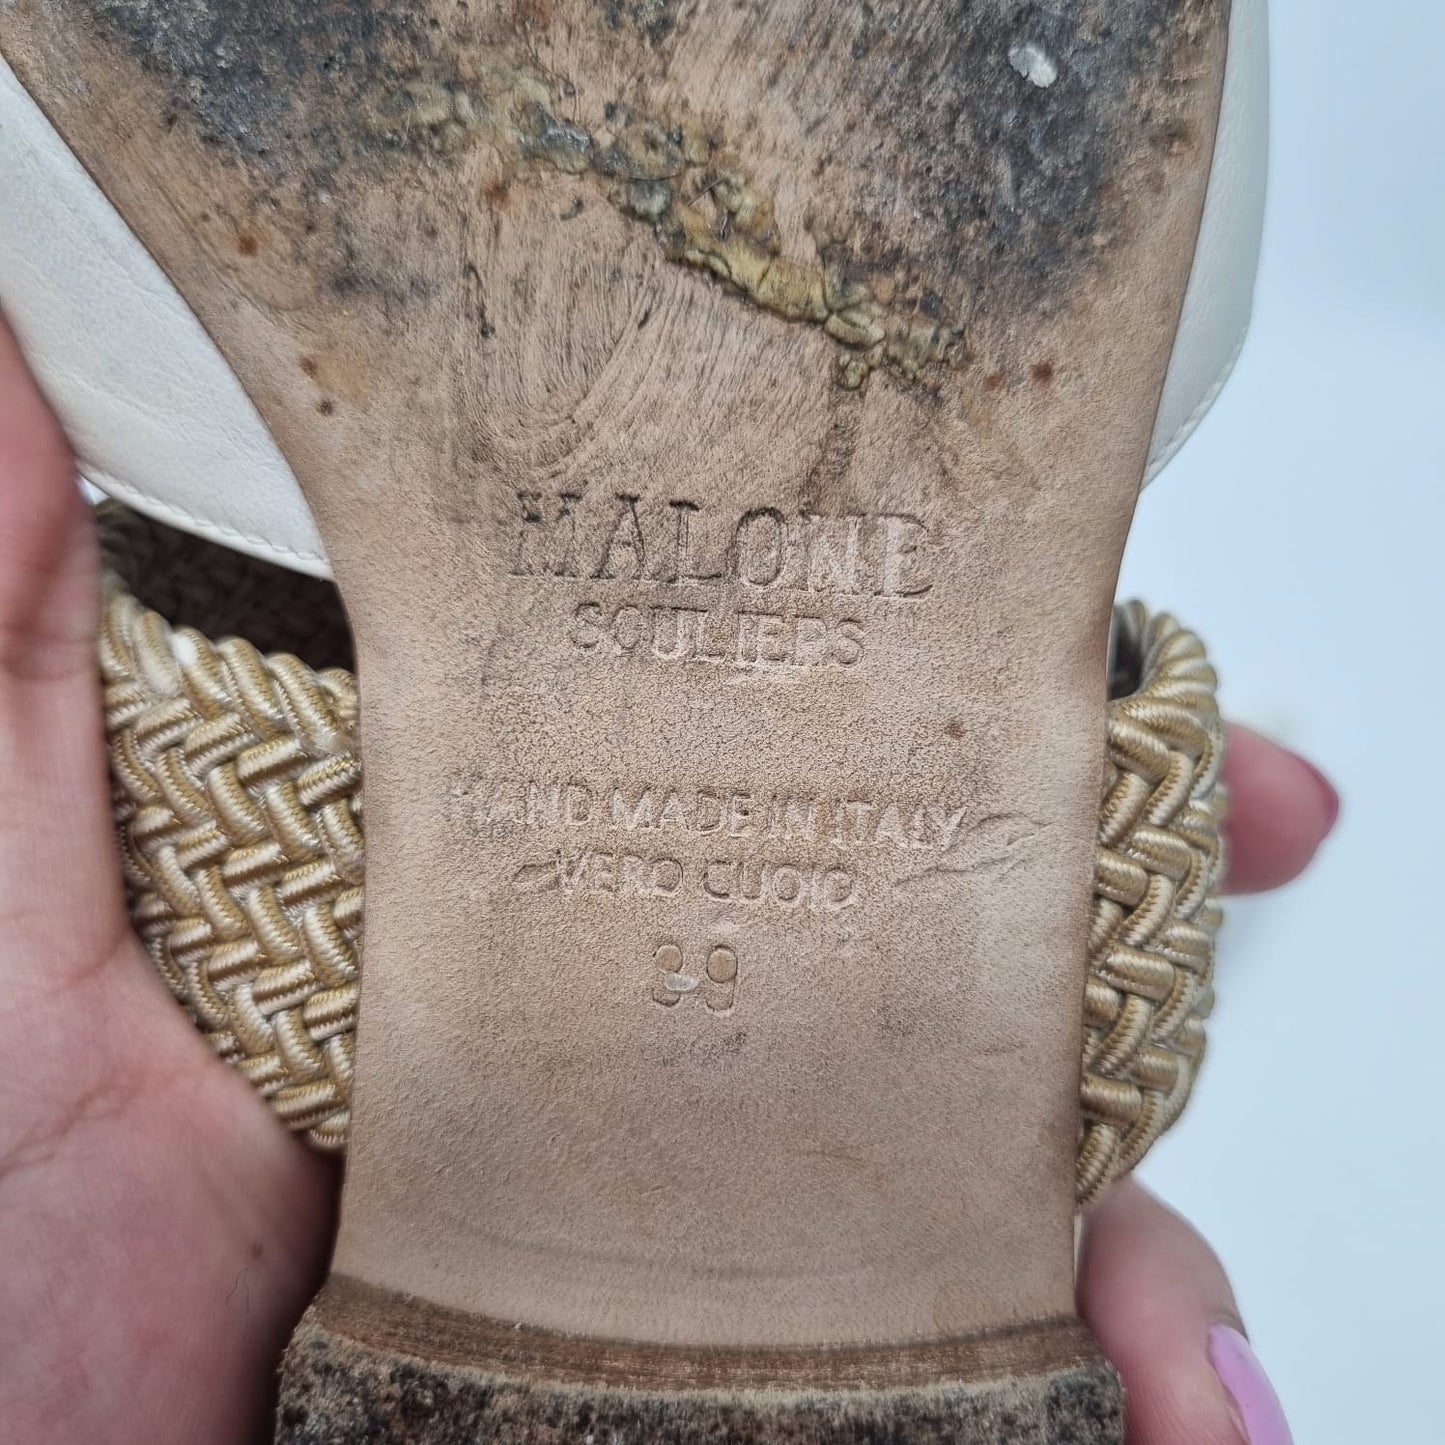 MALONE
SOULIERS
HAND MADE IN ITALY
VERO CUOIO
39